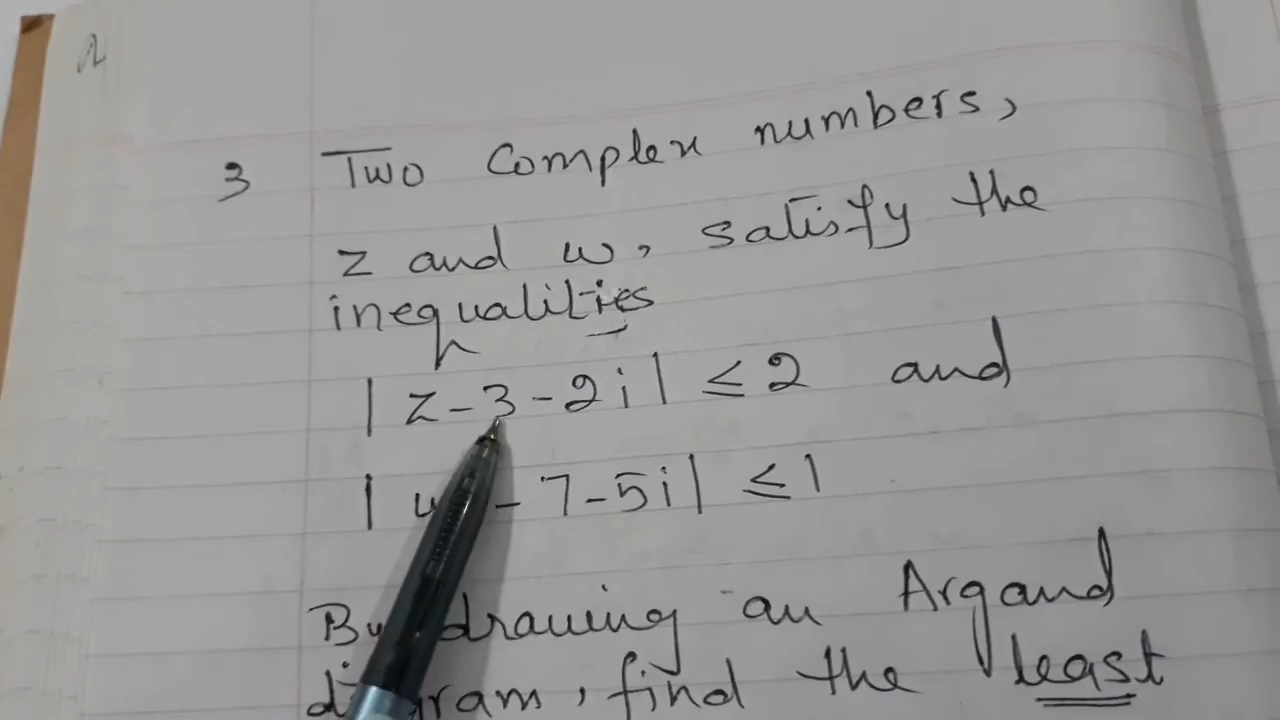 3 Two Complex numbers,
z and w, satisfy the
inequalities
| z - 3 - 2i | ≤ 2 and
| w - 7 - 5i | ≤ 1
By drawing an Argand
diagram, find the least